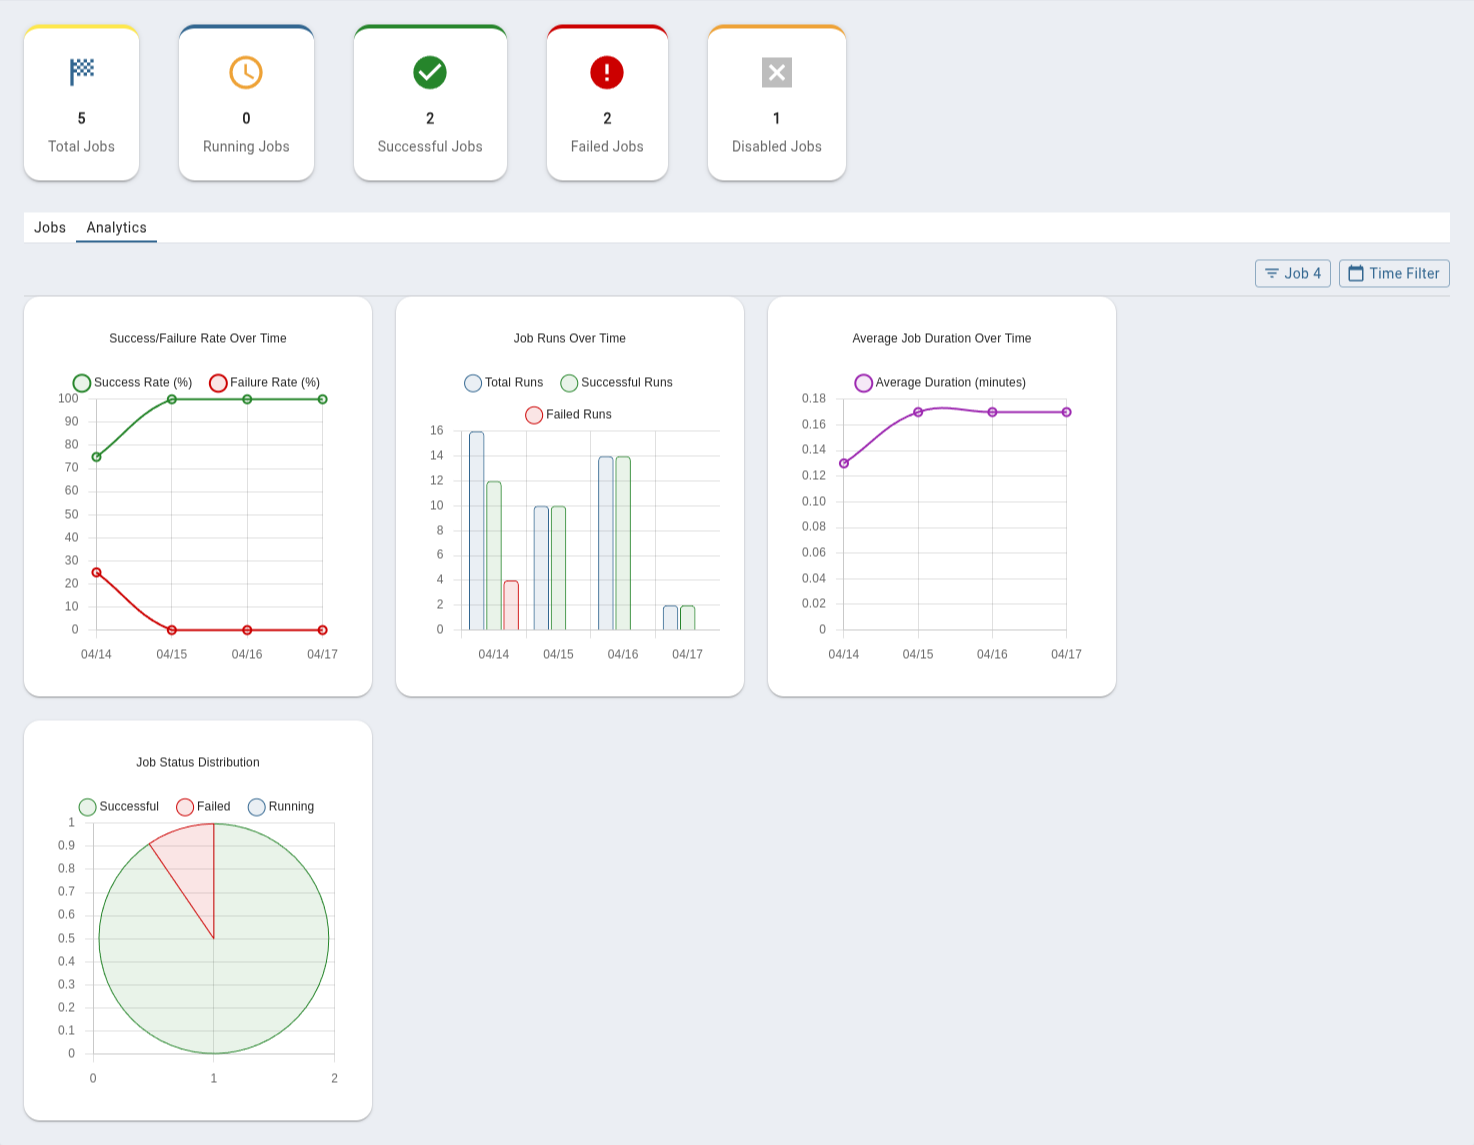 5
Total Jobs
0
Running Jobs
2
Successful Jobs
2
Failed Jobs
1
Disabled Jobs
Jobs
Analytics
Job 4
Time Filter
Success/Failure Rate Over Time
Success Rate (%)
Failure Rate (%)
100
90
80
70
60
50
40
30
20
10
0
04/14
04/15
04/16
04/17
Job Runs Over Time
Total Runs
Successful Runs
Failed Runs
16
14
12
10
8
6
4
2
0
04/14
04/15
04/16
04/17
Average Job Duration Over Time
Average Duration (minutes)
0.18
0.16
0.14
0.12
0.10
0.08
0.06
0.04
0.02
0
04/14
04/15
04/16
04/17
Job Status Distribution
Successful
Failed
Running
1
0.9
0.8
0.7
0.6
0.5
0.4
0.3
0.2
0.1
0
0
1
2